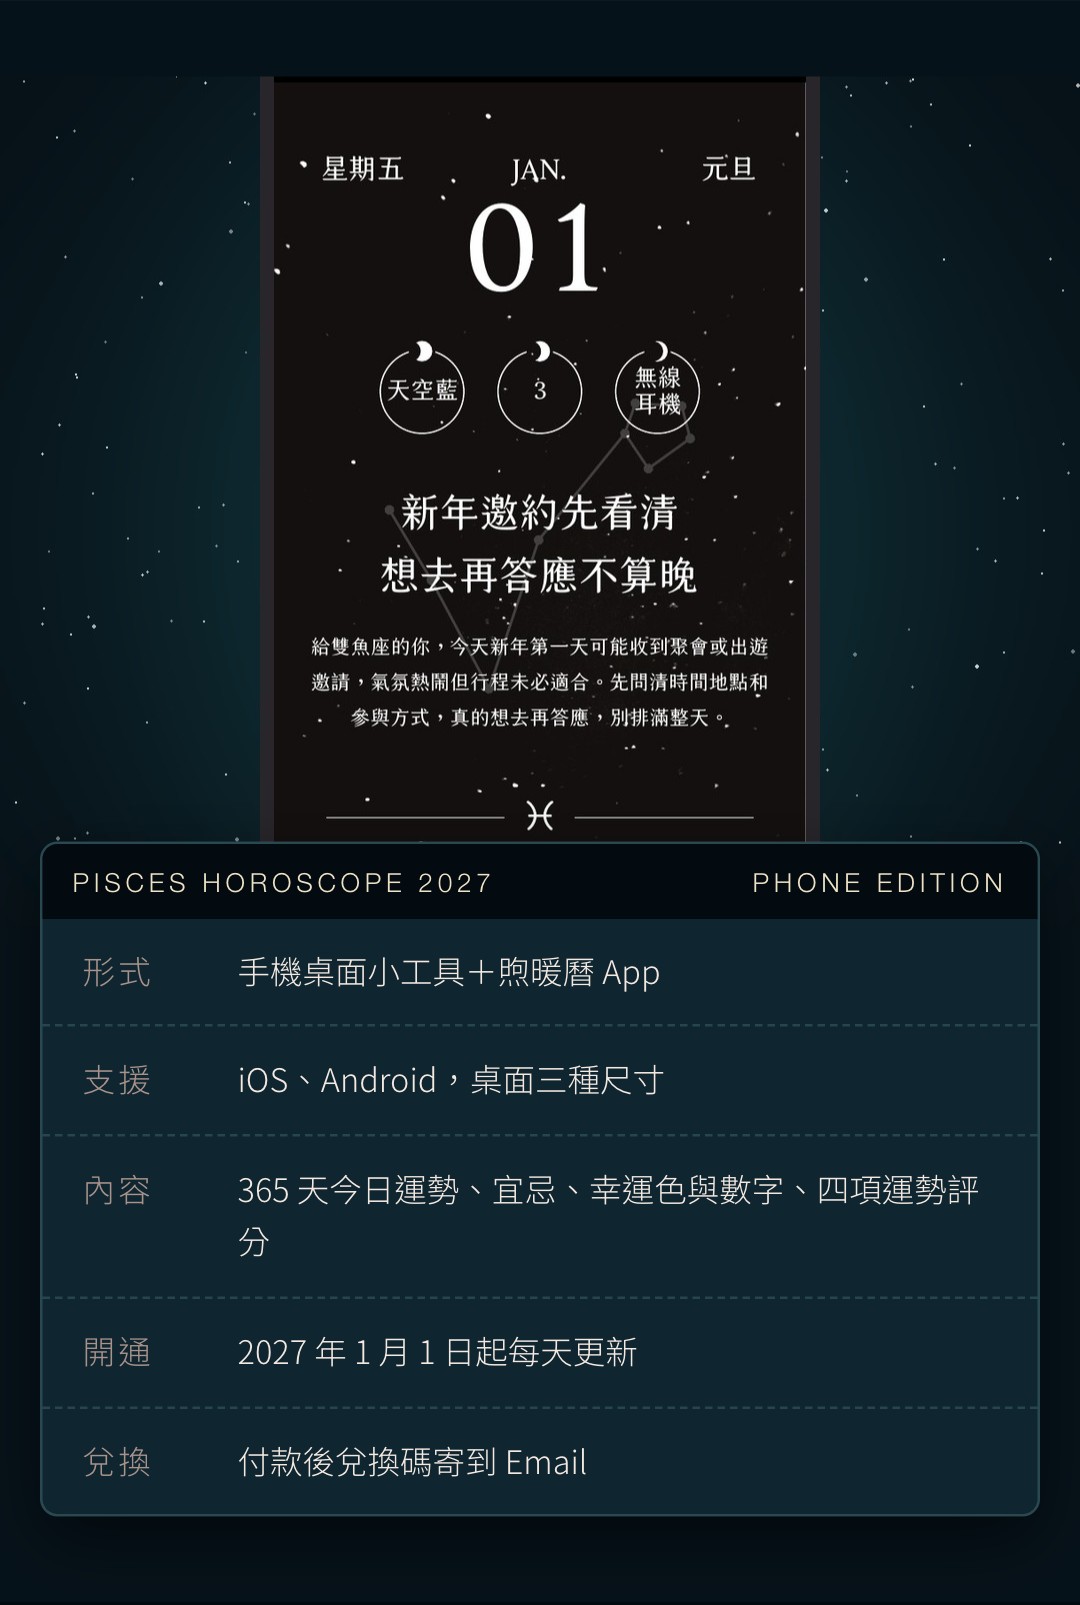 星期五 JAN. 元旦
01
天空藍 3 無線
耳機
新年邀約先看清
想去再答應不算晚
給雙魚座的你，今天新年第一天可能收到聚會或出遊
邀請，氣氛熱鬧但行程未必適合。先問清時間地點和
參與方式，真的想去再答應，別排滿整天。
PISCES HOROSCOPE 2027 PHONE EDITION
形式 手機桌面小工具＋煦暖曆 App
支援 iOS、Android，桌面三種尺寸
內容 365 天今日運勢、宜忌、幸運色與數字、四項運勢評
分
開通 2027 年 1 月 1 日起每天更新
兌換 付款後兌換碼寄到 Email